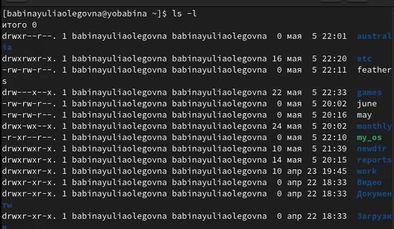 [babinayuliaolegovna@yobabina ~]$ ls -l
итого 0
drwxr--r--. 1 babinayuliaolegovna babinayuliaolegovna  0 мая  5 22:01 austral
ia
drwxrwxr-x. 1 babinayuliaolegovna babinayuliaolegovna 16 мая  5 22:20 etc
-rw-rw-r--. 1 babinayuliaolegovna babinayuliaolegovna  0 мая  5 22:11 feather
s
drw---x--x. 1 babinayuliaolegovna babinayuliaolegovna 22 мая  5 22:33 games
-rw-rw-r--. 1 babinayuliaolegovna babinayuliaolegovna  0 мая  5 20:02 june
-rw-rw-r--. 1 babinayuliaolegovna babinayuliaolegovna  0 мая  5 20:16 may
drwx-wx--x. 1 babinayuliaolegovna babinayuliaolegovna 24 мая  5 20:02 monthly
-r-xr--r--. 1 babinayuliaolegovna babinayuliaolegovna  0 мая  5 22:10 my_os
drwxrwxr-x. 1 babinayuliaolegovna babinayuliaolegovna 10 мая  5 21:39 newdir
drwxrwxr-x. 1 babinayuliaolegovna babinayuliaolegovna 14 мая  5 20:15 reports
drwxrwxr-x. 1 babinayuliaolegovna babinayuliaolegovna 10 апр 23 19:45 work
drwxr-xr-x. 1 babinayuliaolegovna babinayuliaolegovna  0 апр 22 18:33 Видео
drwxr-xr-x. 1 babinayuliaolegovna babinayuliaolegovna  0 апр 22 18:33 Докумен
ты
drwxr-xr-x. 1 babinayuliaolegovna babinayuliaolegovna  0 апр 22 18:33 Загрузк